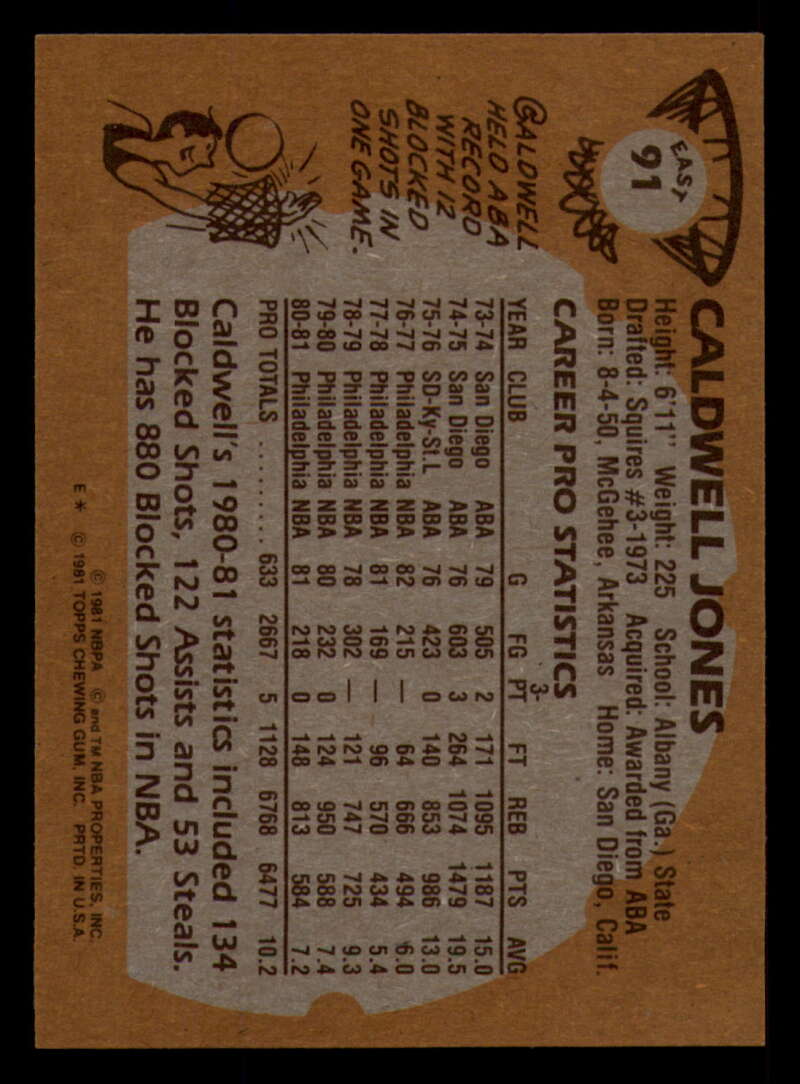 EAST
91
CALDWELL JONES
Height: 6'11" Weight: 225 School: Albany (Ga.) State
Drafted: Squires #3-1973 Acquired: Awarded from ABA
Born: 8-4-50, McGehee, Arkansas Home: San Diego, Calif.
CAREER PRO STATISTICS
3-
YEAR CLUB G FG PT FT REB PTS AVG
73-74 San Diego ABA 79 505 2 171 1095 1187 15.0
74-75 San Diego ABA 76 603 3 264 1074 1479 19.5
75-76 SD-Ky-St.L ABA 76 423 0 140 853 986 13.0
76-77 Philadelphia NBA 82 215 — 64 666 494 6.0
77-78 Philadelphia NBA 81 169 — 96 570 434 5.4
78-79 Philadelphia NBA 78 302 — 121 747 725 9.3
79-80 Philadelphia NBA 80 232 0 124 950 588 7.4
80-81 Philadelphia NBA 81 218 0 148 813 584 7.2
PRO TOTALS ......... 633 2667 5 1128 6768 6477 10.2
Caldwell's 1980-81 statistics included 134
Blocked Shots, 122 Assists and 53 Steals.
He has 880 Blocked Shots in NBA.
CALDWELL
HELD ABA
RECORD
WITH 12
BLOCKED
SHOTS IN
ONE GAME.
© 1981 NBPA © and TM NBA PROPERTIES, INC.
E * © 1981 TOPPS CHEWING GUM, INC. PRTD. IN U.S.A.